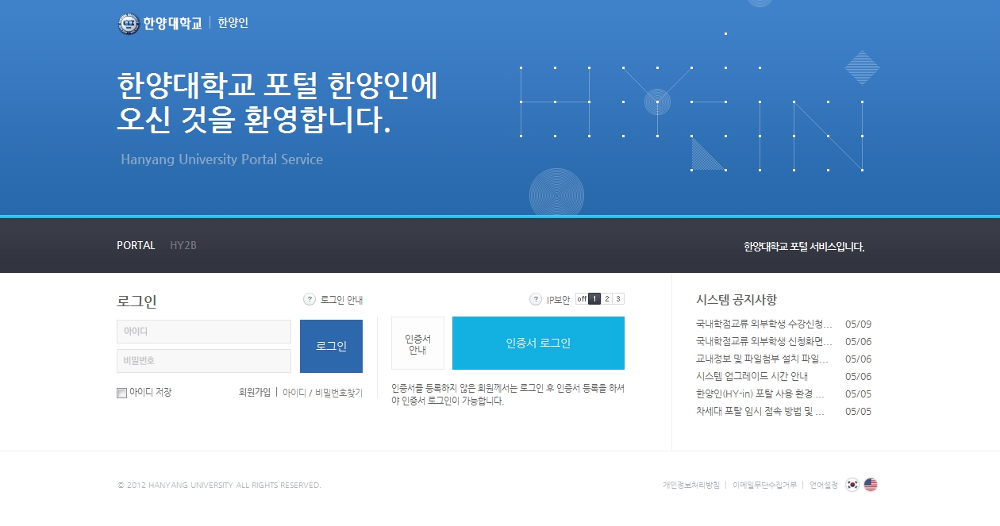 한양대학교 | 한양인
한양대학교 포털 한양인에
오신 것을 환영합니다.
Hanyang University Portal Service
PORTAL HY2B
한양대학교 포털 서비스입니다.
로그인
? 로그인 안내
아이디
비밀번호
로그인
아이디 저장
회원가입 | 아이디 / 비밀번호찾기
? IP보안 off 1 2 3
인증서
안내
인증서 로그인
인증서를 등록하지 않은 회원께서는 로그인 후 인증서 등록을 하셔
야 인증서 로그인이 가능합니다.
시스템 공지사항
국내학점교류 외부학생 수강신청... 05/09
국내학점교류 외부학생 신청화면... 05/06
교내정보 및 파일첨부 설치 파일... 05/06
시스템 업그레이드 시간 안내 05/06
한양인(HY-in) 포탈 사용 환경 ... 05/05
차세대 포탈 임시 접속 방법 및 ... 05/05
© 2012 HANYANG UNIVERSITY ALL RIGHTS RESERVED.
개인정보처리방침 | 이메일무단수집거부 | 언어설정